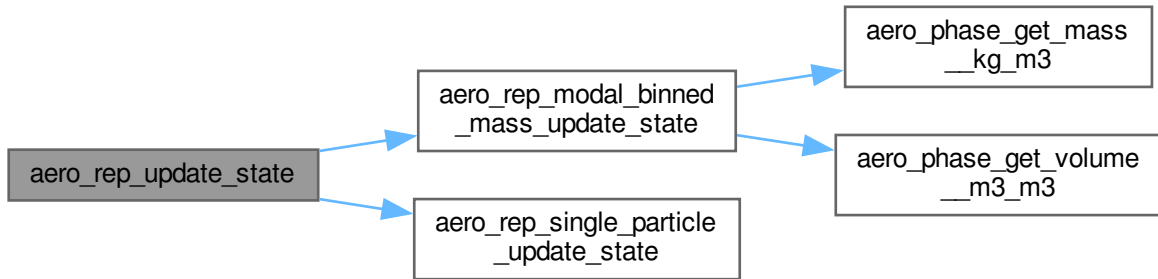 aero_rep_update_state
aero_rep_modal_binned
_mass_update_state
aero_rep_single_particle
_update_state
aero_phase_get_mass
__kg_m3
aero_phase_get_volume
__m3_m3